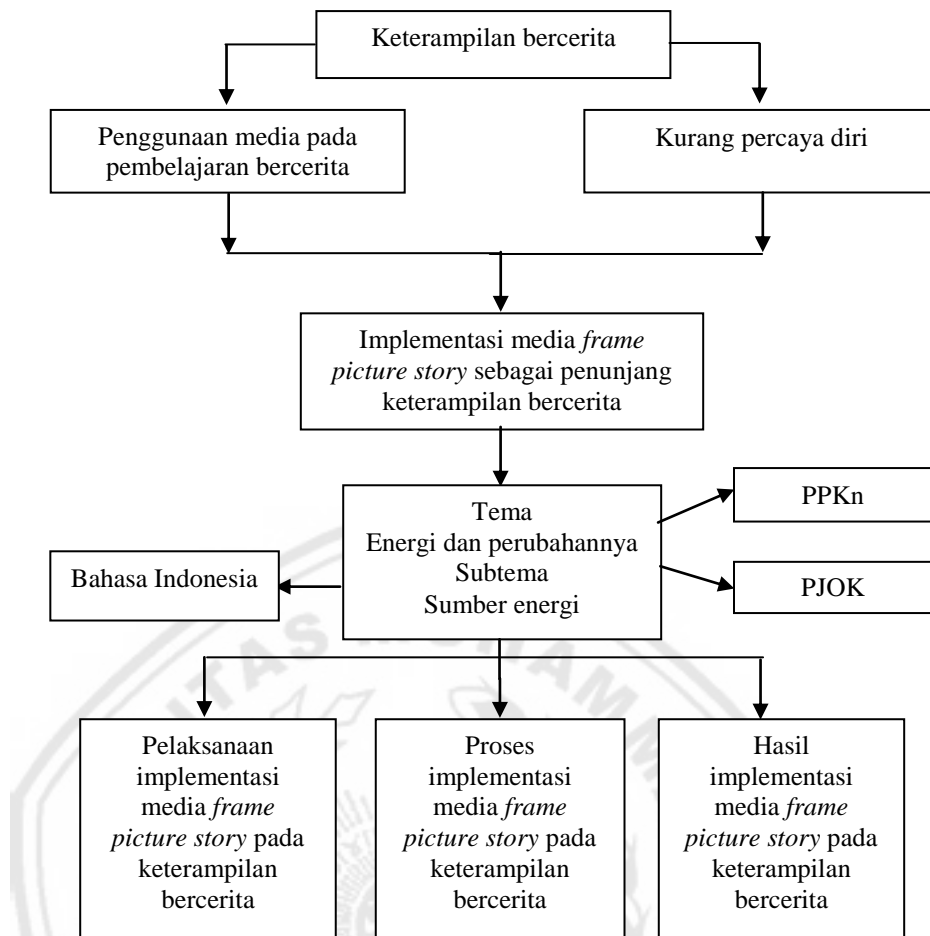 Keterampilan bercerita
Penggunaan media pada
pembelajaran bercerita
Kurang percaya diri
Implementasi media frame
picture story sebagai penunjang
keterampilan bercerita
Tema
Energi dan perubahannya
Subtema
Sumber energi
PPKn
Bahasa Indonesia
PJOK
Pelaksanaan
implementasi
media frame
picture story pada
keterampilan
bercerita
Proses
implementasi
media frame
picture story pada
keterampilan
bercerita
Hasil
implementasi
media frame
picture story pada
keterampilan
bercerita